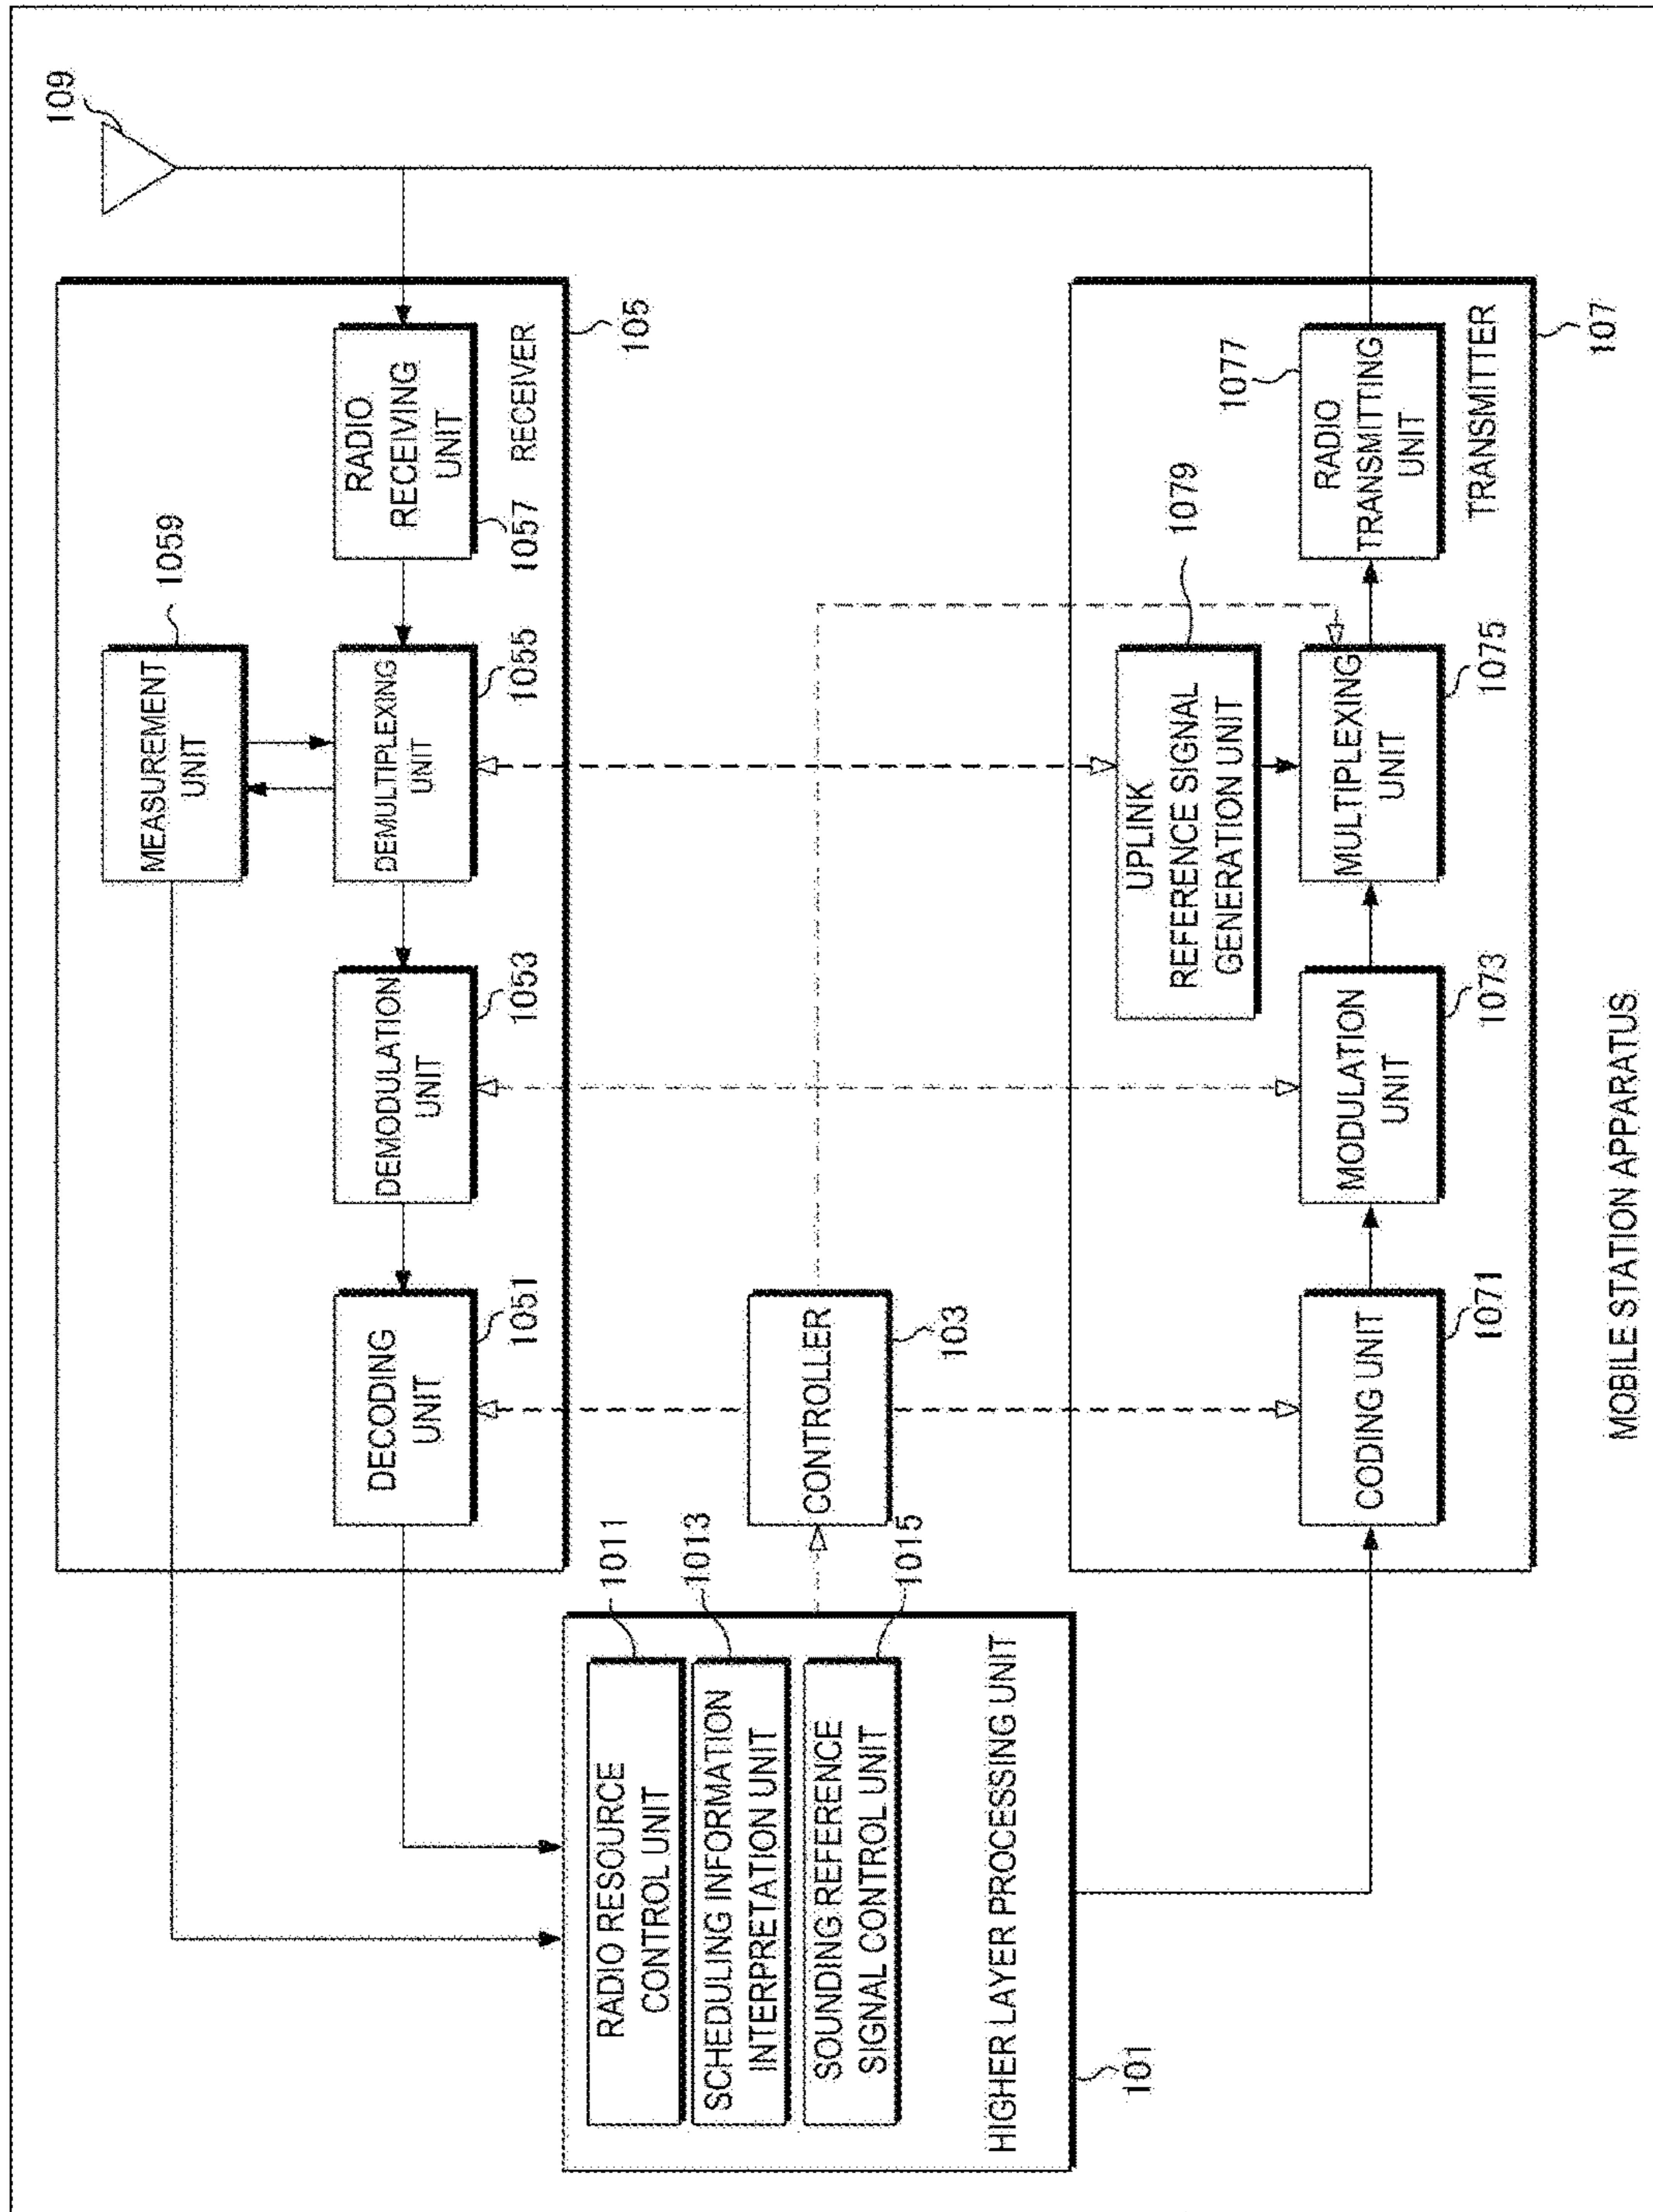 109
RADIO
RECEIVING
UNIT
1057
RECEIVER
105
MEASUREMENT
UNIT
1059
DEMULTIPLEXING
UNIT
1055
DEMODULATION
UNIT
1053
DECODING
UNIT
1051
CONTROLLER
103
RADIO RESOURCE
CONTROL UNIT
1011
SCHEDULING INFORMATION
INTERPRETATION UNIT
1013
SOUNDING REFERENCE
SIGNAL CONTROL UNIT
1015
HIGHER LAYER PROCESSING UNIT
101
UPLINK
REFERENCE SIGNAL
GENERATION UNIT
1079
CODING UNIT
1071
MODULATION
UNIT
1073
MULTIPLEXING
UNIT
1075
RADIO
TRANSMITTING
UNIT
1077
TRANSMITTER
107
MOBILE STATION APPARATUS